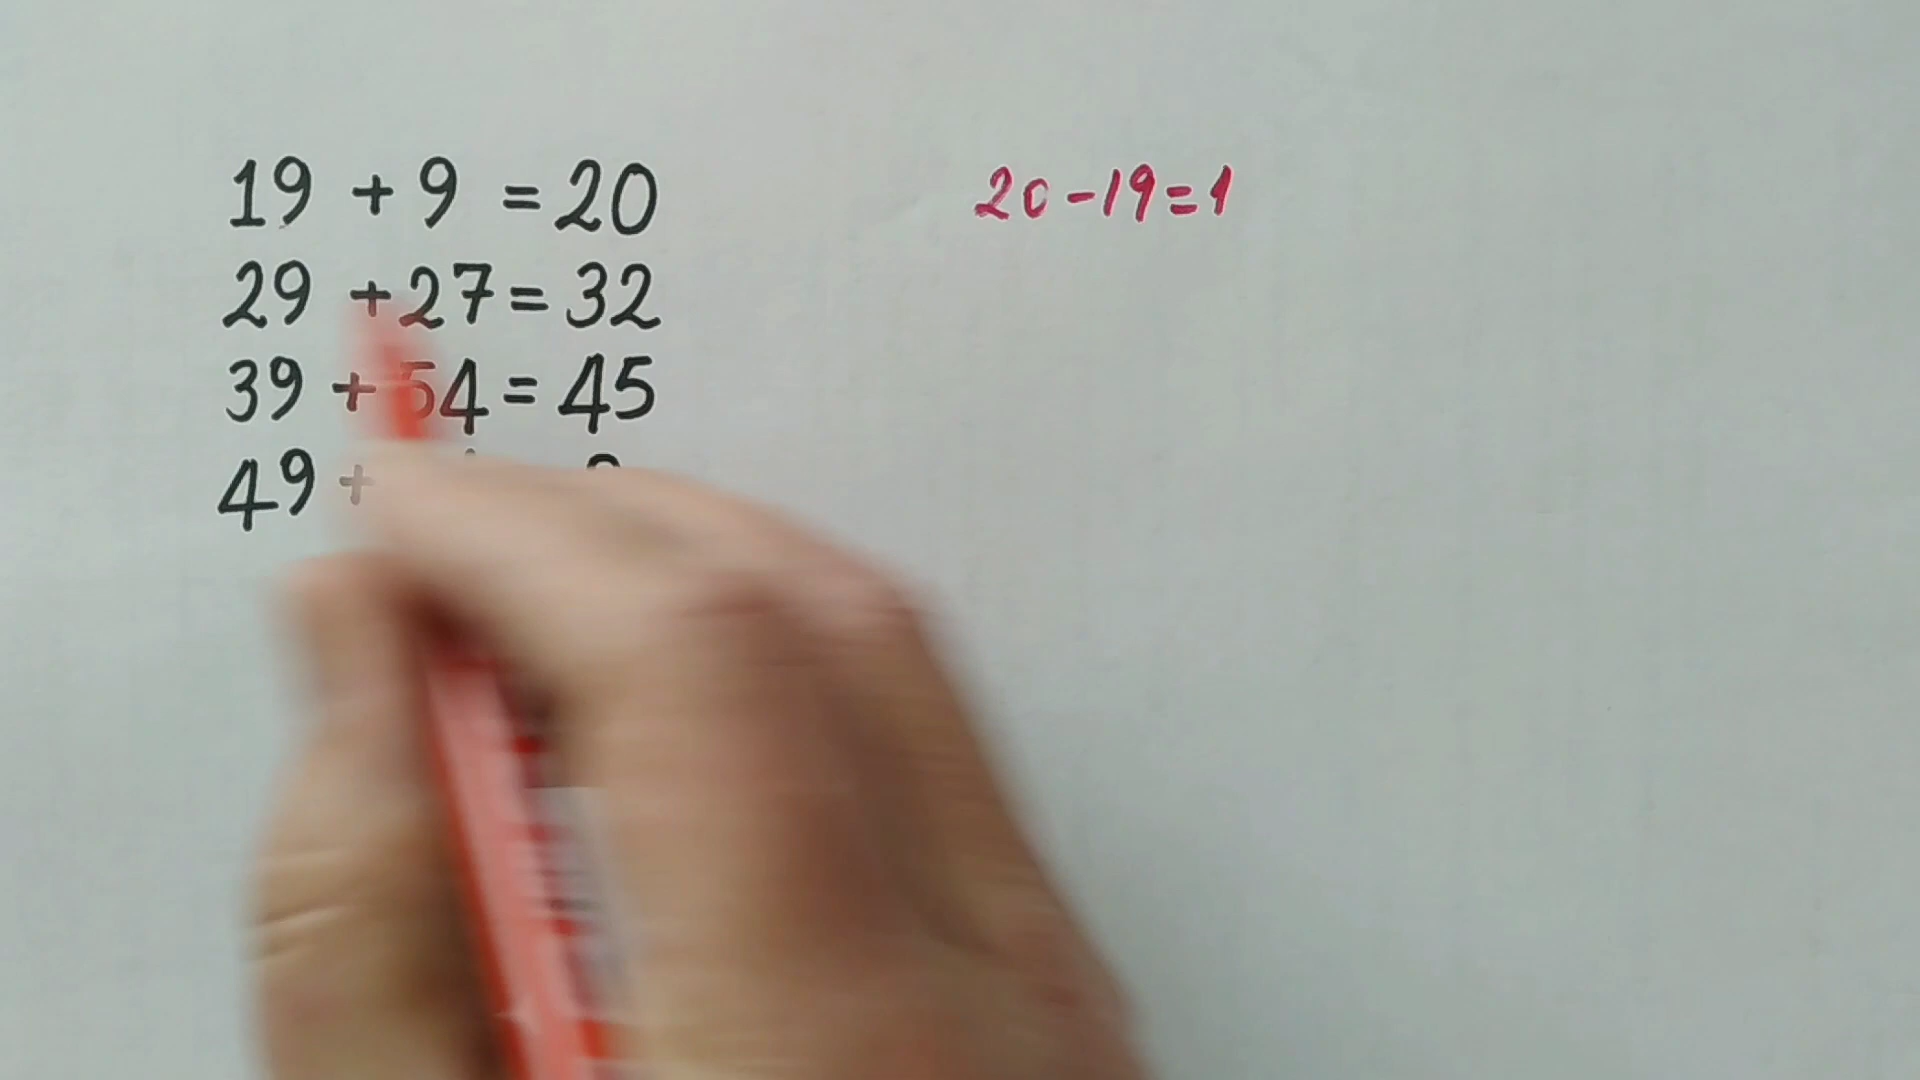 19 + 9 = 20
20 - 19 = 1
29 + 27 = 32
39 + 54 = 45
49 +